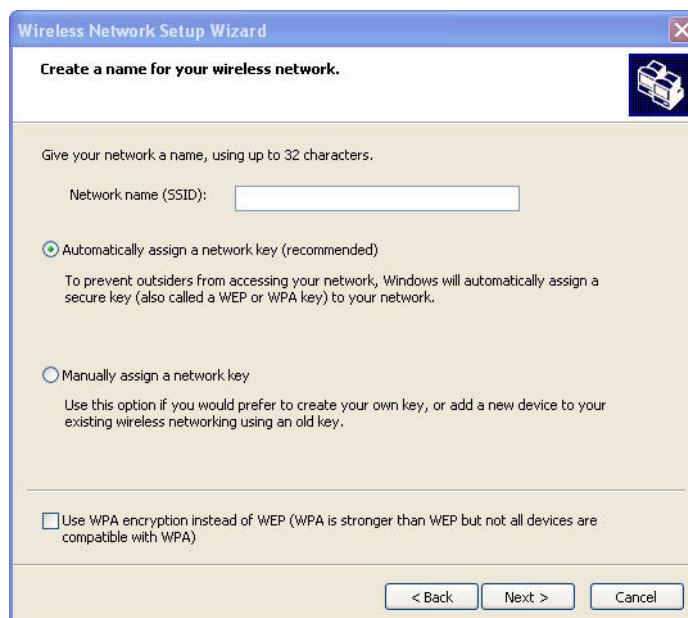 Wireless Network Setup Wizard
Create a name for your wireless network.
Give your network a name, using up to 32 characters.
Network name (SSID):
Automatically assign a network key (recommended)
To prevent outsiders from accessing your network, Windows will automatically assign a
secure key (also called a WEP or WPA key) to your network.
Manually assign a network key
Use this option if you would prefer to create your own key, or add a new device to your
existing wireless networking using an old key.
Use WPA encryption instead of WEP (WPA is stronger than WEP but not all devices are
compatible with WPA)
< Back Next > Cancel